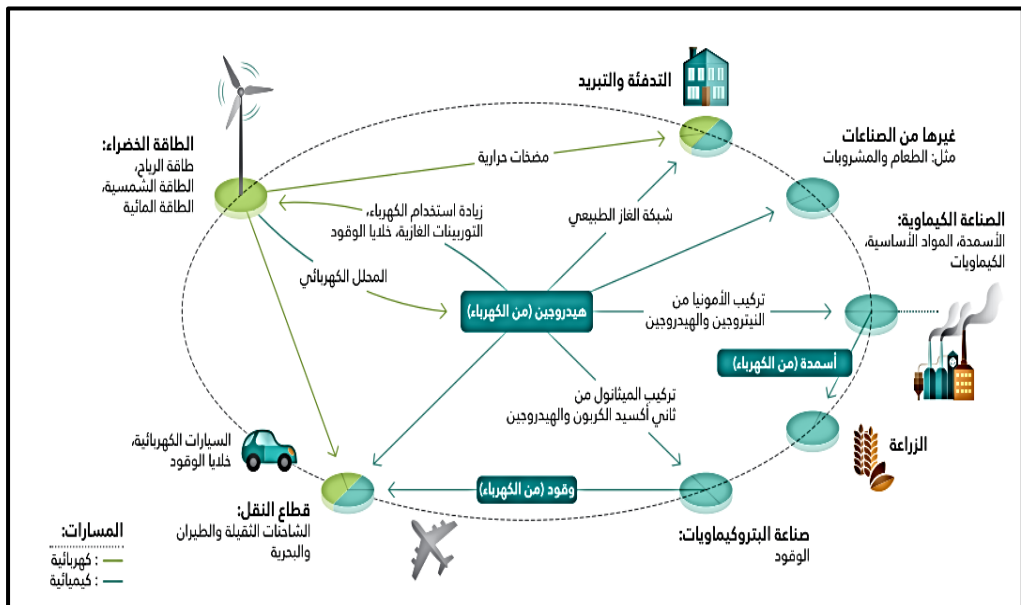 التدفئة والتبريد
الطاقة الخضراء:
طاقة الرياح،
الطاقة الشمسية،
الطاقة المائية
غيرها من الصناعات
مثل: الطعام والمشروبات
مضخات حرارية
زيادة استخدام الكهرباء،
التوربينات الغازية، خلايا الوقود
شبكة الغاز الطبيعي
الصناعة الكيماوية:
الأسمدة، المواد الأساسية،
الكيماويات
المحلل الكهربائي
هيدروجين (من الكهرباء)
تركيب الأمونيا من
النيتروجين والهيدروجين
أسمدة (من الكهرباء)
تركيب الميثانول من
ثاني أكسيد الكربون والهيدروجين
الزراعة
السيارات الكهربائية،
خلايا الوقود
وقود (من الكهرباء)
قطاع النقل:
الشاحنات الثقيلة والطيران
والبحرية
صناعة البتروكيماويات:
الوقود
المسارات:
: كهربائية
: كيميائية